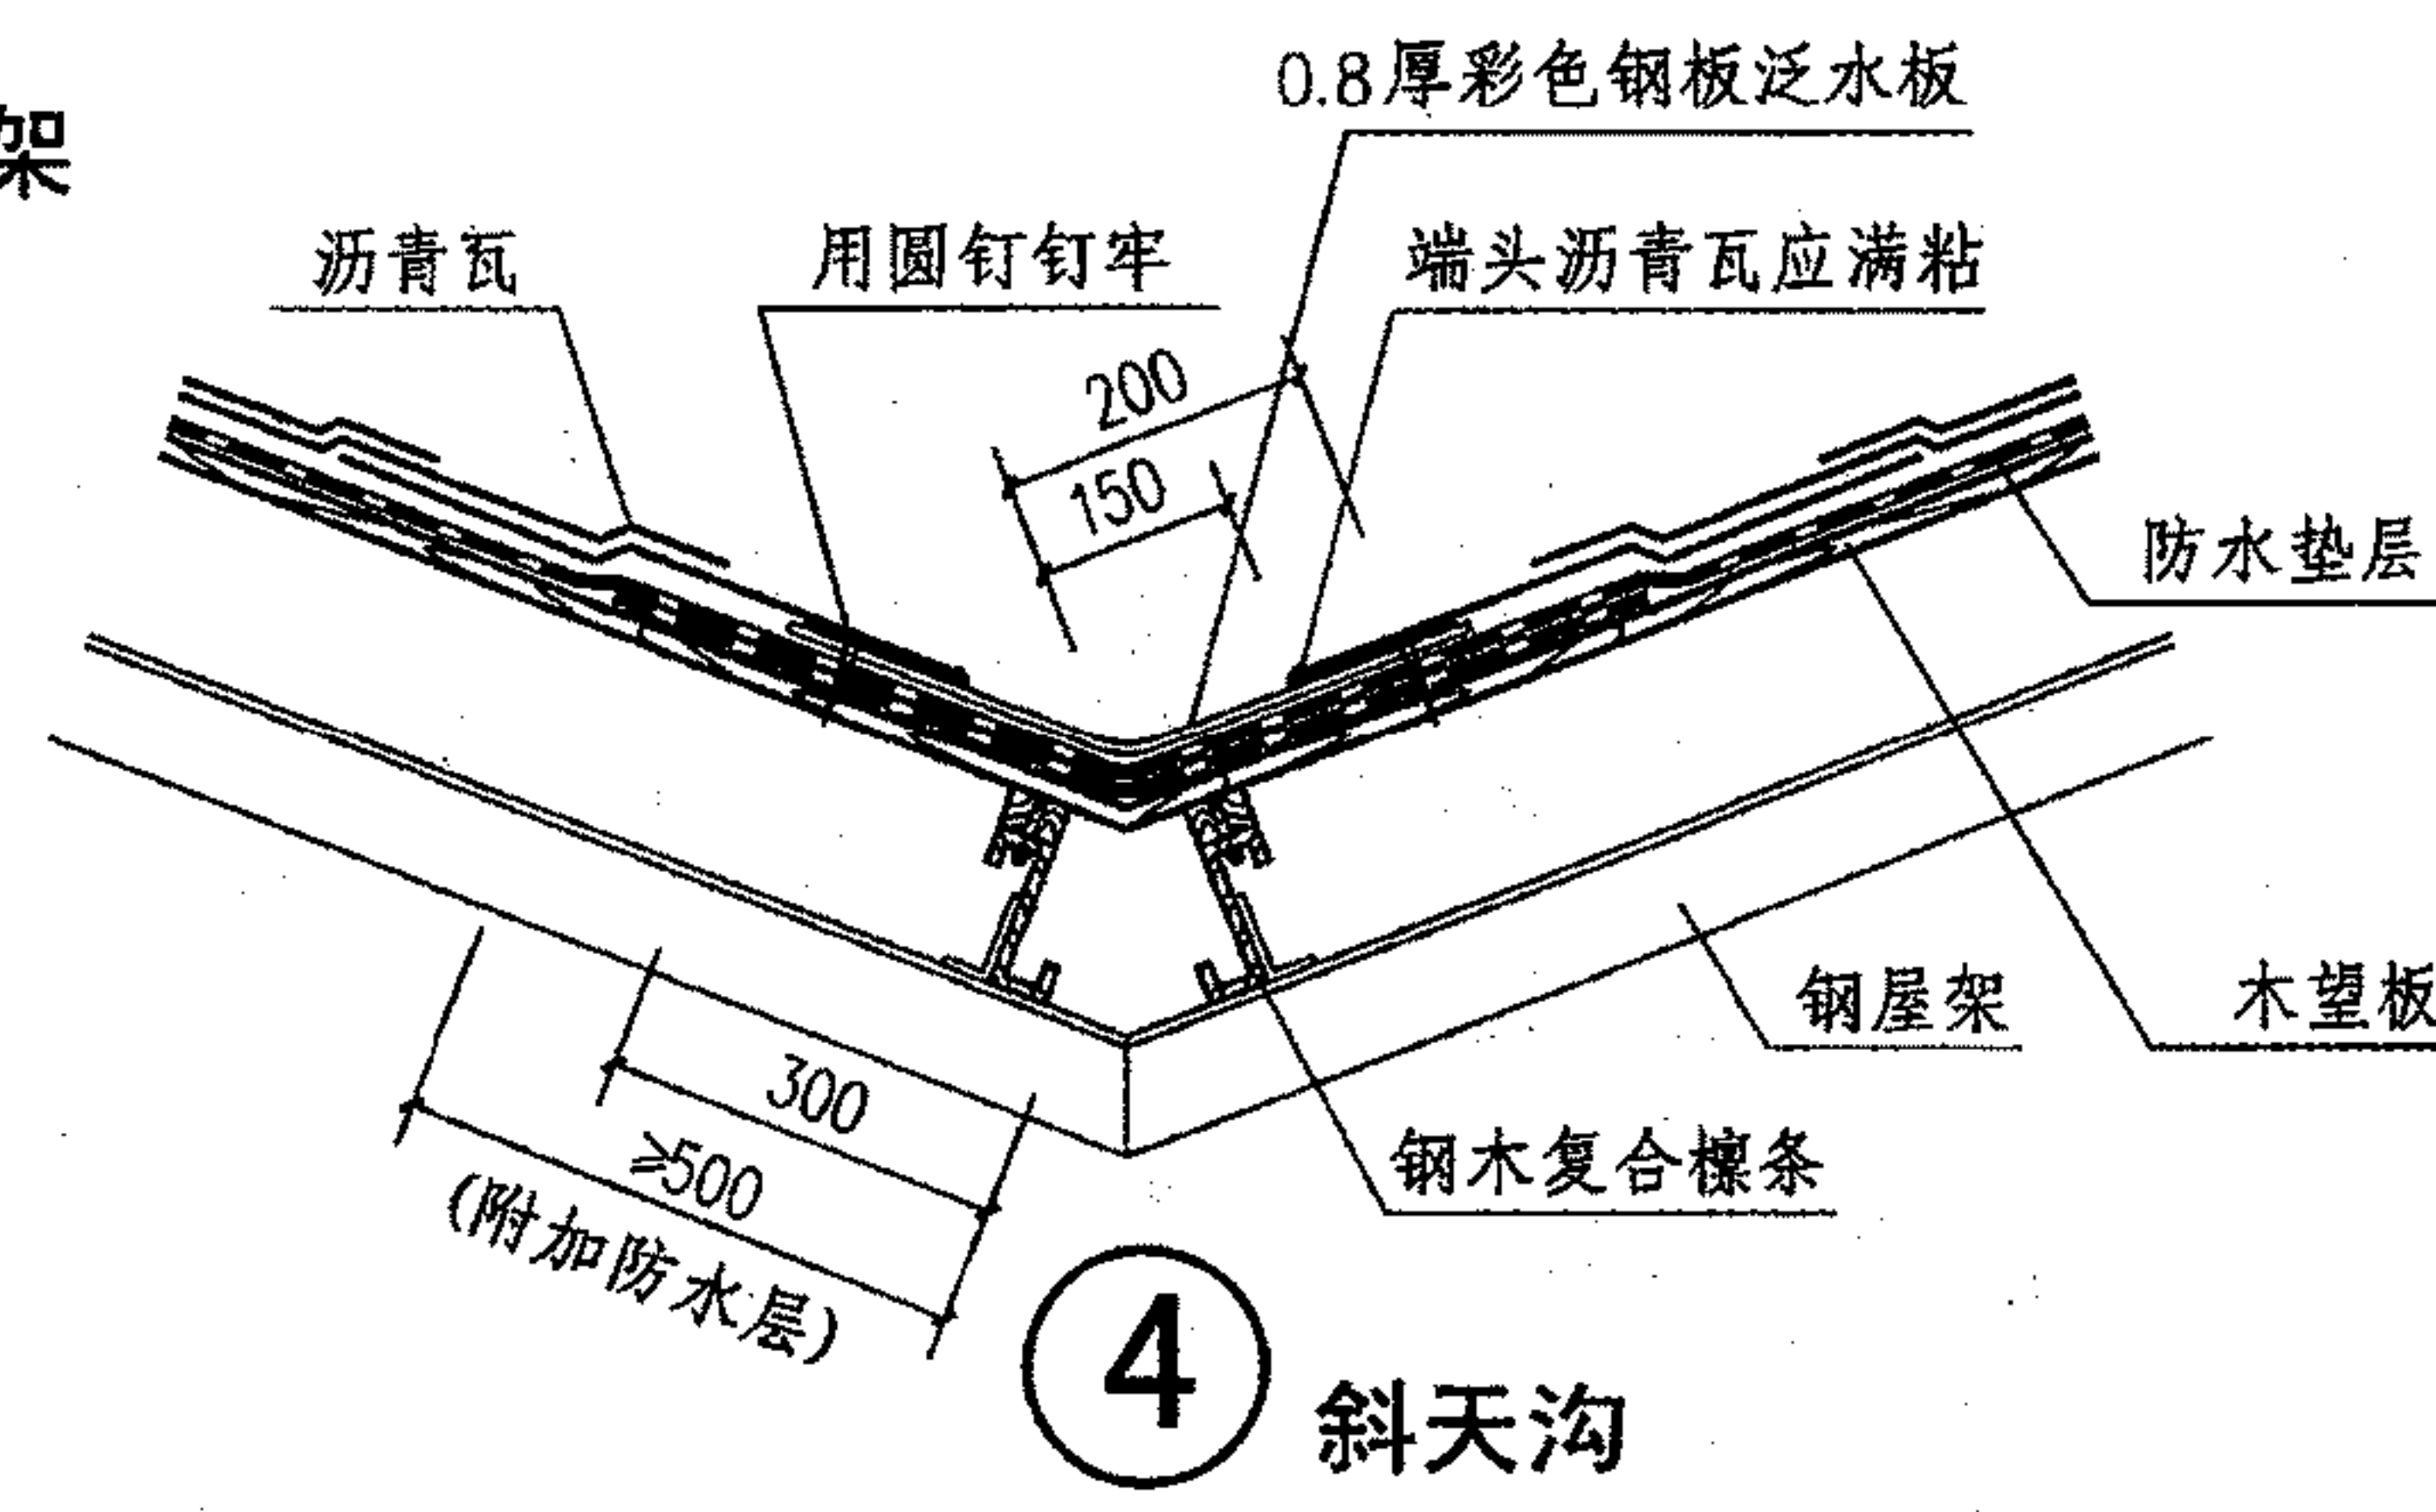 0.8厚彩色钢板泛水板
架
沥青瓦
用圆钉钉牢
端头沥青瓦应满粘
200
150
防水垫层
木望板
钢屋架
300
≥500
(附加防水层)
钢木复合檩条
4
斜天沟